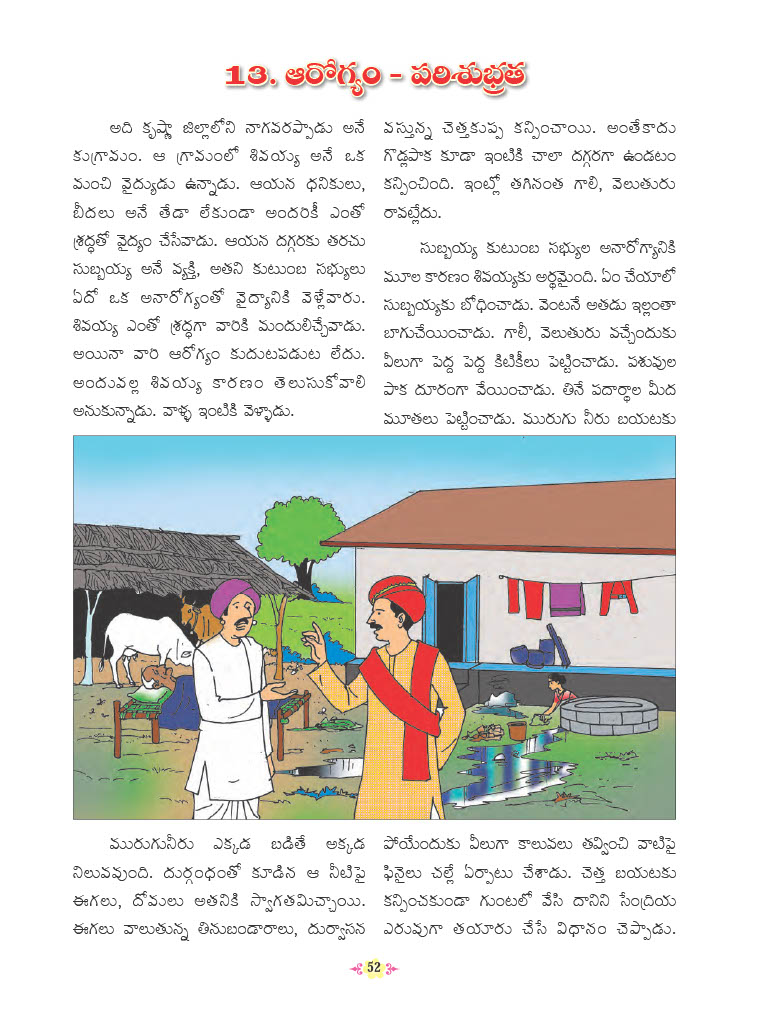 13. ఆరోగ్యం - పరిశుభ్రత
అది కృష్ణా జిల్లాలోని నాగవరప్పాడు అనే
కుగ్రామం. ఆ గ్రామంలో శివయ్య అనే ఒక
మంచి వైద్యుడు ఉన్నాడు. ఆయన ధనికులు,
బీదలు అనే తేడా లేకుండా అందరికీ ఎంతో
శ్రద్ధతో వైద్యం చేసేవాడు. ఆయన దగ్గరకు తరచు
సుబ్బయ్య అనే వ్యక్తి, అతని కుటుంబ సభ్యులు
ఏదో ఒక అనారోగ్యంతో వైద్యానికి వెళ్లేవారు.
శివయ్య ఎంతో శ్రద్ధగా వారికి మందులిచ్చేవాడు.
అయినా వారి ఆరోగ్యం కుదుటపడుట లేదు.
అందువల్ల శివయ్య కారణం తెలుసుకోవాలి
అనుకున్నాడు. వాళ్ళ ఇంటికి వెళ్ళాడు.
మురుగునీరు ఎక్కడ బడితే అక్కడ
నిలువవుంది. దుర్గంధంతో కూడిన ఆ నీటిపై
ఈగలు, దోమలు అతనికి స్వాగతమిచ్చాయి.
ఈగలు వాలుతున్న తినుబండారాలు, దుర్వాసన
వస్తున్న చెత్తకుప్ప కన్పించాయి. అంతేకాదు
గొడ్లపాక కూడా ఇంటికి చాలా దగ్గరగా ఉండటం
కన్పించింది. ఇంట్లో తగినంత గాలి, వెలుతురు
రావట్లేదు.
సుబ్బయ్య కుటుంబ సభ్యుల అనారోగ్యానికి
మూల కారణం శివయ్యకు అర్థమైంది. ఏం చేయాలో
సుబ్బయ్యకు బోధించాడు. వెంటనే అతడు ఇల్లంతా
బాగుచేయించాడు. గాలీ, వెలుతురు వచ్చేందుకు
వీలుగా పెద్ద పెద్ద కిటికీలు పెట్టించాడు. పశువుల
పాక దూరంగా వేయించాడు. తినే పదార్థాల మీద
మూతలు పెట్టించాడు. మురుగు నీరు బయటకు
పోయేందుకు వీలుగా కాలువలు తవ్వించి వాటిపై
ఫినైలు చల్లే ఏర్పాటు చేశాడు. చెత్త బయటకు
కన్పించకుండా గుంటలో వేసి దానిని సేంద్రియ
ఎరువుగా తయారు చేసే విధానం చెప్పాడు.
52